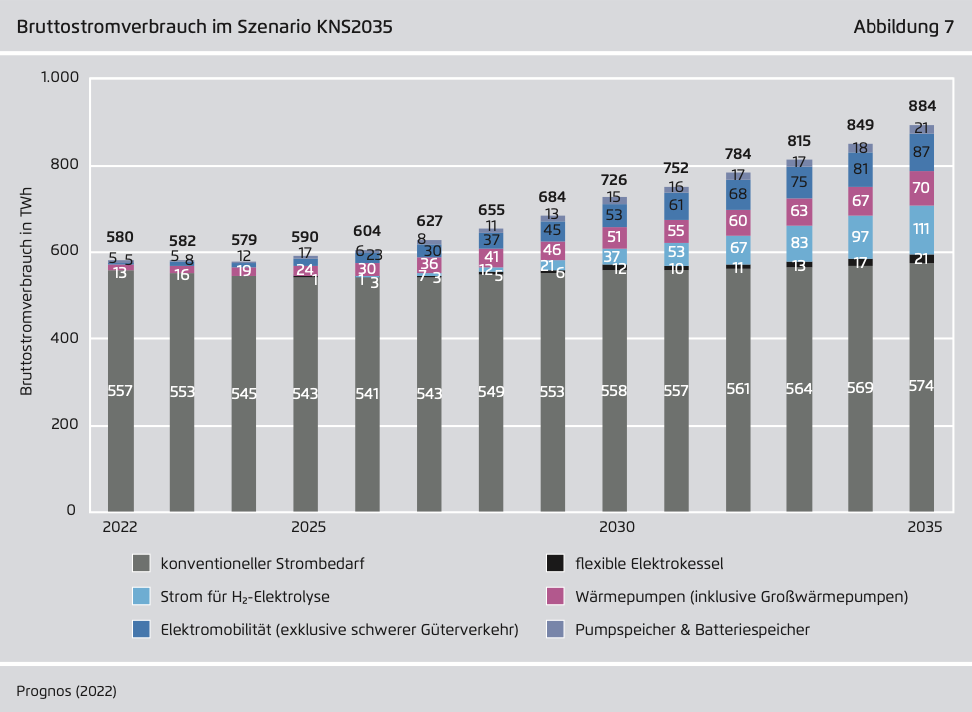 Bruttostromverbrauch im Szenario KNS2035
Abbildung 7
Bruttostromverbrauch in TWh
1.000
800
600
400
200
0
580 582 579 590 604 627 655 684 726 752 784 815 849 884
5 5 5 8 12 17 6 23 8 30 11 37 13 45 15 53 16 61 17 68 17 75 18 81 21 87
13 16 19 24 30 36 41 46 51 55 60 63 67 70
1 1 3 7 3 12 5 21 6 37 12 53 10 67 11 83 13 97 17 111 21
557 553 545 543 541 543 549 553 558 557 561 564 569 574
2022 2025 2030 2035
konventioneller Strombedarf
flexible Elektrokessel
Strom für H₂-Elektrolyse
Wärmepumpen (inklusive Großwärmepumpen)
Elektromobilität (exklusive schwerer Güterverkehr)
Pumpspeicher & Batteriespeicher
Prognos (2022)